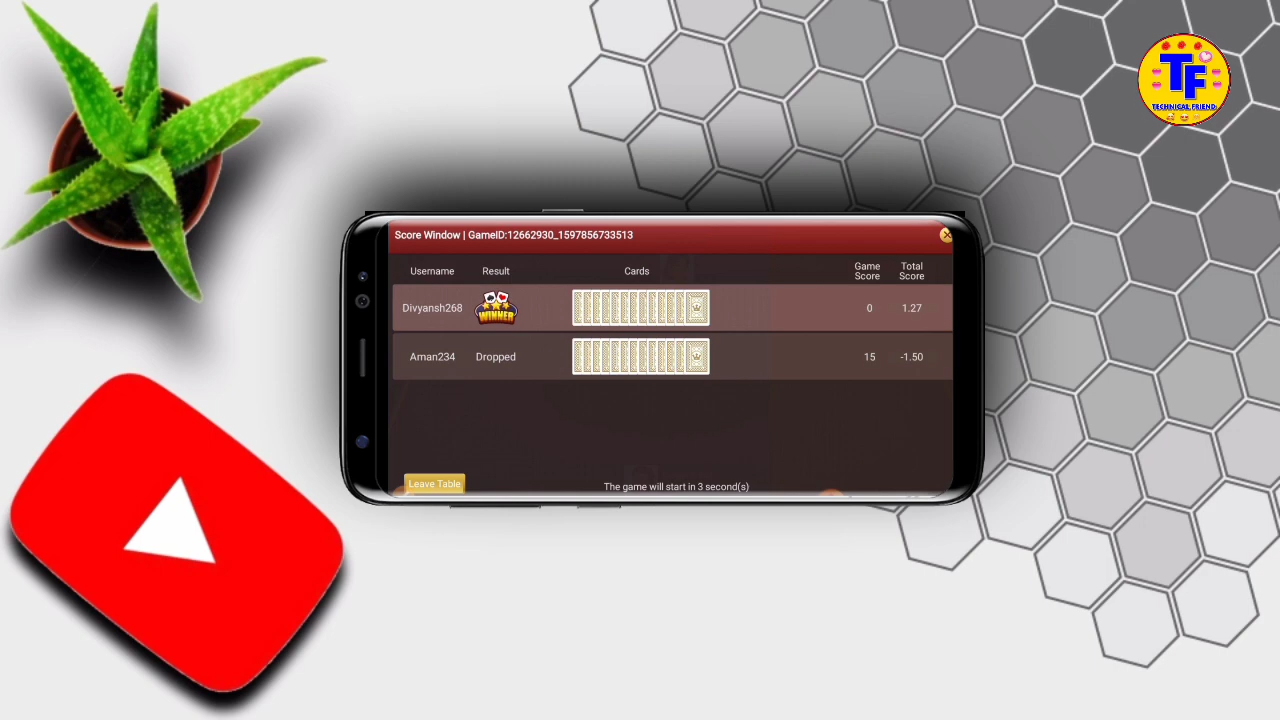 TF
TECHNICAL FRIEND
Score Window | GameID:12662930_1597856733513
Username Result Cards Game Score Total Score
Divyansh268 WINNER 0 1.27
Aman234 Dropped 15 -1.50
Leave Table The game will start in 3 second(s)